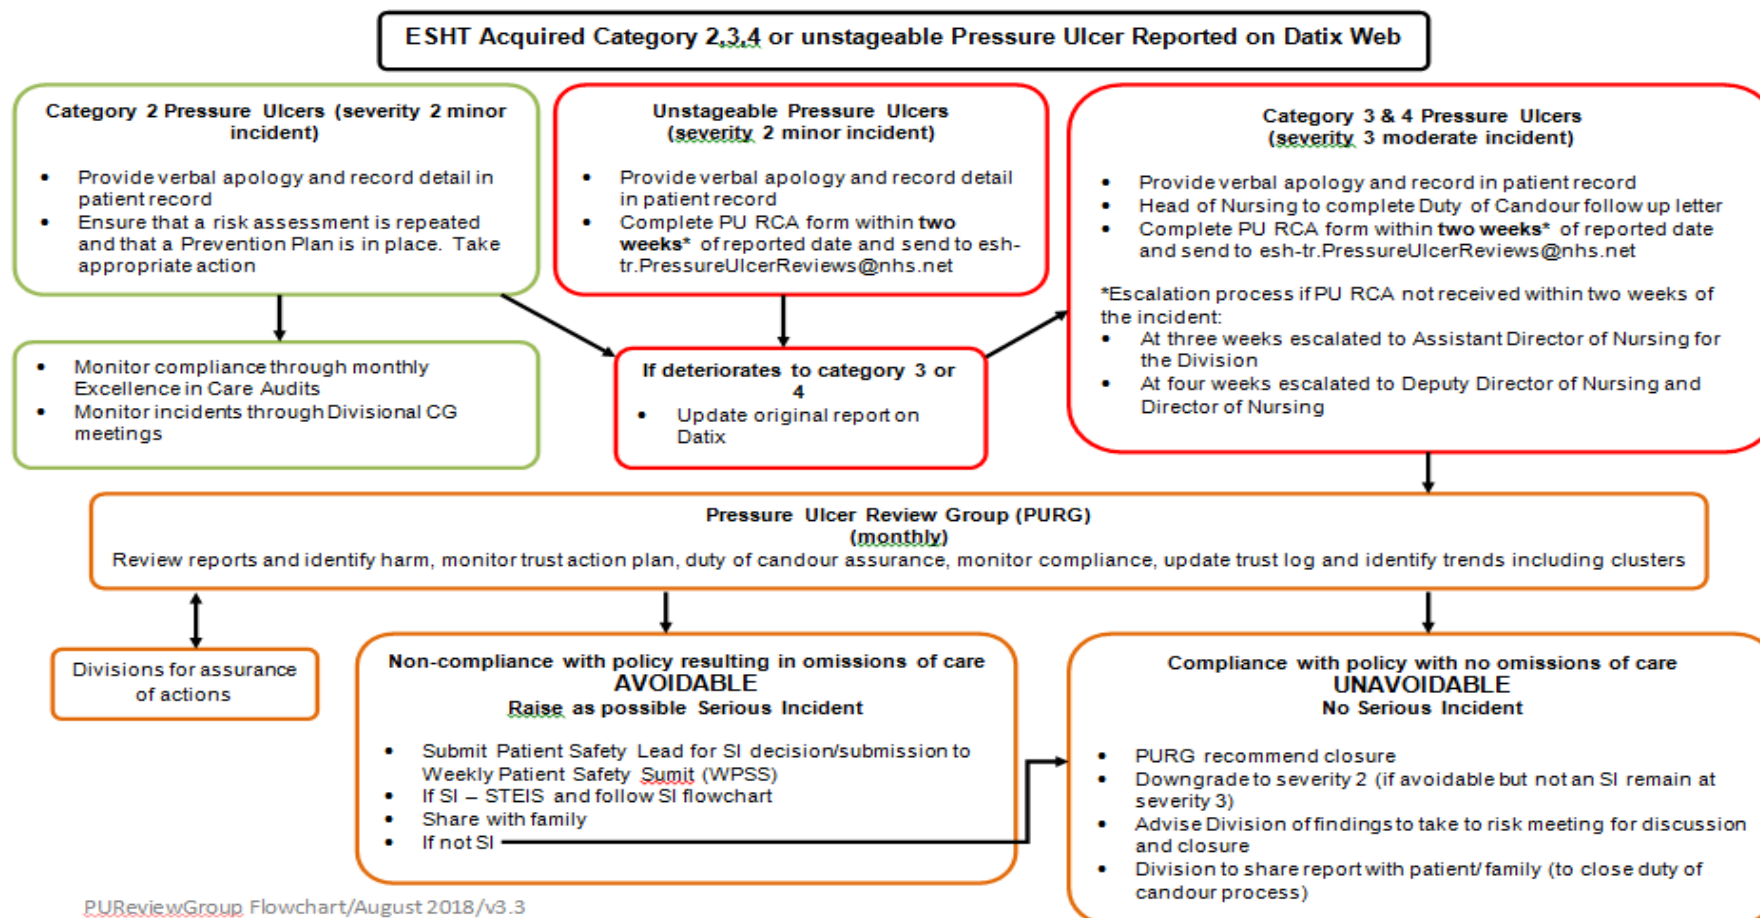 ESHT Acquired Category 2,3,4 or unstageable Pressure Ulcer Reported on Datix Web
Category 2 Pressure Ulcers (severity 2 minor
incident)
• Provide verbal apology and record detail in
patient record
• Ensure that a risk assessment is repeated
and that a Prevention Plan is in place. Take
appropriate action
Unstageable Pressure Ulcers
(severity 2 minor incident)
• Provide verbal apology and record detail
in patient record
• Complete PU RCA form within two
weeks* of reported date and send to esh-
tr.PressureUlcerReviews@nhs.net
Category 3 & 4 Pressure Ulcers
(severity 3 moderate incident)
• Provide verbal apology and record in patient record
• Head of Nursing to complete Duty of Candour follow up letter
• Complete PU RCA form within two weeks* of reported date
and send to esh-tr.PressureUlcerReviews@nhs.net
*Escalation process if PU RCA not received within two weeks of
the incident:
• At three weeks escalated to Assistant Director of Nursing for
the Division
• At four weeks escalated to Deputy Director of Nursing and
Director of Nursing
• Monitor compliance through monthly
Excellence in Care Audits
• Monitor incidents through Divisional CG
meetings
If deteriorates to category 3 or
4
• Update original report on
Datix
Pressure Ulcer Review Group (PURG)
(monthly)
Review reports and identify harm, monitor trust action plan, duty of candour assurance, monitor compliance, update trust log and identify trends including clusters
Divisions for assurance
of actions
Non-compliance with policy resulting in omissions of care
AVOIDABLE
Raise as possible Serious Incident
• Submit Patient Safety Lead for SI decision/submission to
Weekly Patient Safety Sumit (WPSS)
• If SI – STEIS and follow SI flowchart
• Share with family
• If not SI
Compliance with policy with no omissions of care
UNAVOIDABLE
No Serious Incident
• PURG recommend closure
• Downgrade to severity 2 (if avoidable but not an SI remain at
severity 3)
• Advise Division of findings to take to risk meeting for discussion
and closure
• Division to share report with patient/ family (to close duty of
candour process)
PUReviewGroup Flowchart/August 2018/v3.3